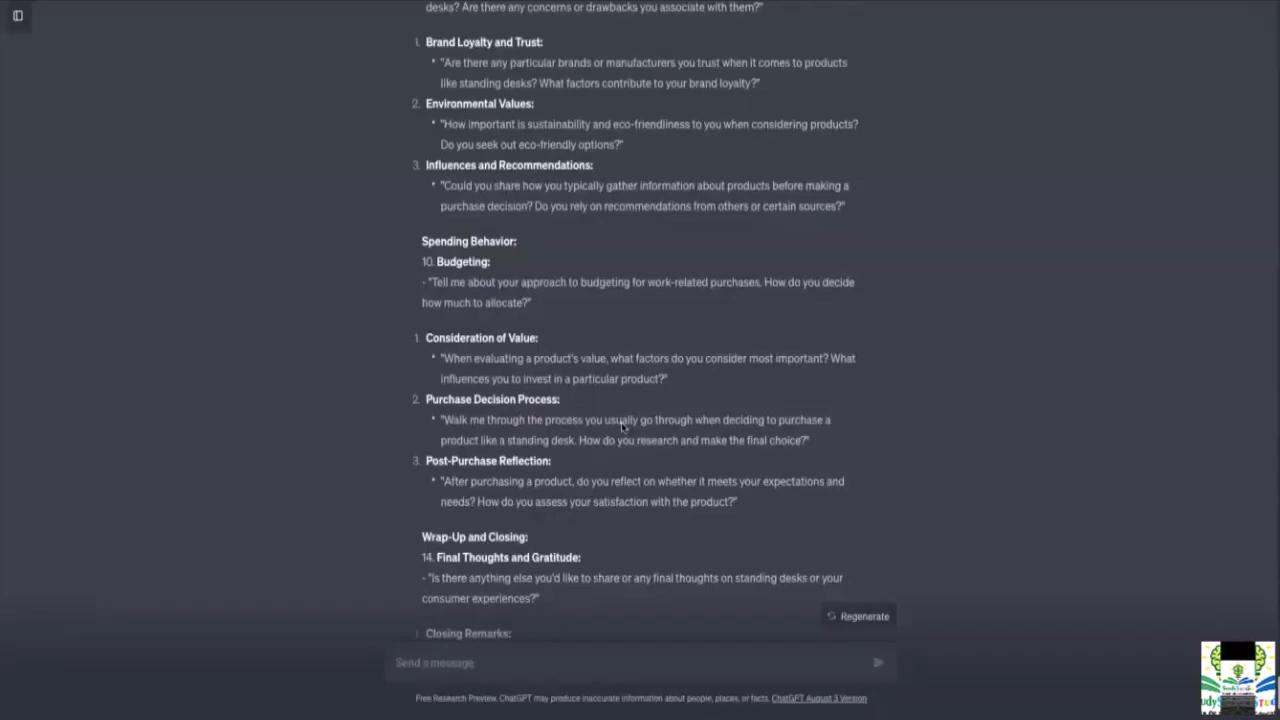 desks? Are there any concerns or drawbacks you associate with them?"
1. Brand Loyalty and Trust:
• "Are there any particular brands or manufacturers you trust when it comes to products
like standing desks? What factors contribute to your brand loyalty?"
2. Environmental Values:
• "How important is sustainability and eco-friendliness to you when considering products?
Do you seek out eco-friendly options?"
3. Influences and Recommendations:
• "Could you share how you typically gather information about products before making a
purchase decision? Do you rely on recommendations from others or certain sources?"
Spending Behavior:
10. Budgeting:
- "Tell me about your approach to budgeting for work-related purchases. How do you decide
how much to allocate?"
1. Consideration of Value:
• "When evaluating a product's value, what factors do you consider most important? What
influences you to invest in a particular product?"
2. Purchase Decision Process:
• "Walk me through the process you usually go through when deciding to purchase a
product like a standing desk. How do you research and make the final choice?"
3. Post-Purchase Reflection:
• "After purchasing a product, do you reflect on whether it meets your expectations and
needs? How do you assess your satisfaction with the product?"
Wrap-Up and Closing:
14. Final Thoughts and Gratitude:
- "Is there anything else you'd like to share or any final thoughts on standing desks or your
consumer experiences?"
Regenerate
1. Closing Remarks:
Send a message
Free Research Preview. ChatGPT may produce inaccurate information about people, places, or facts. ChatGPT August 3 Version